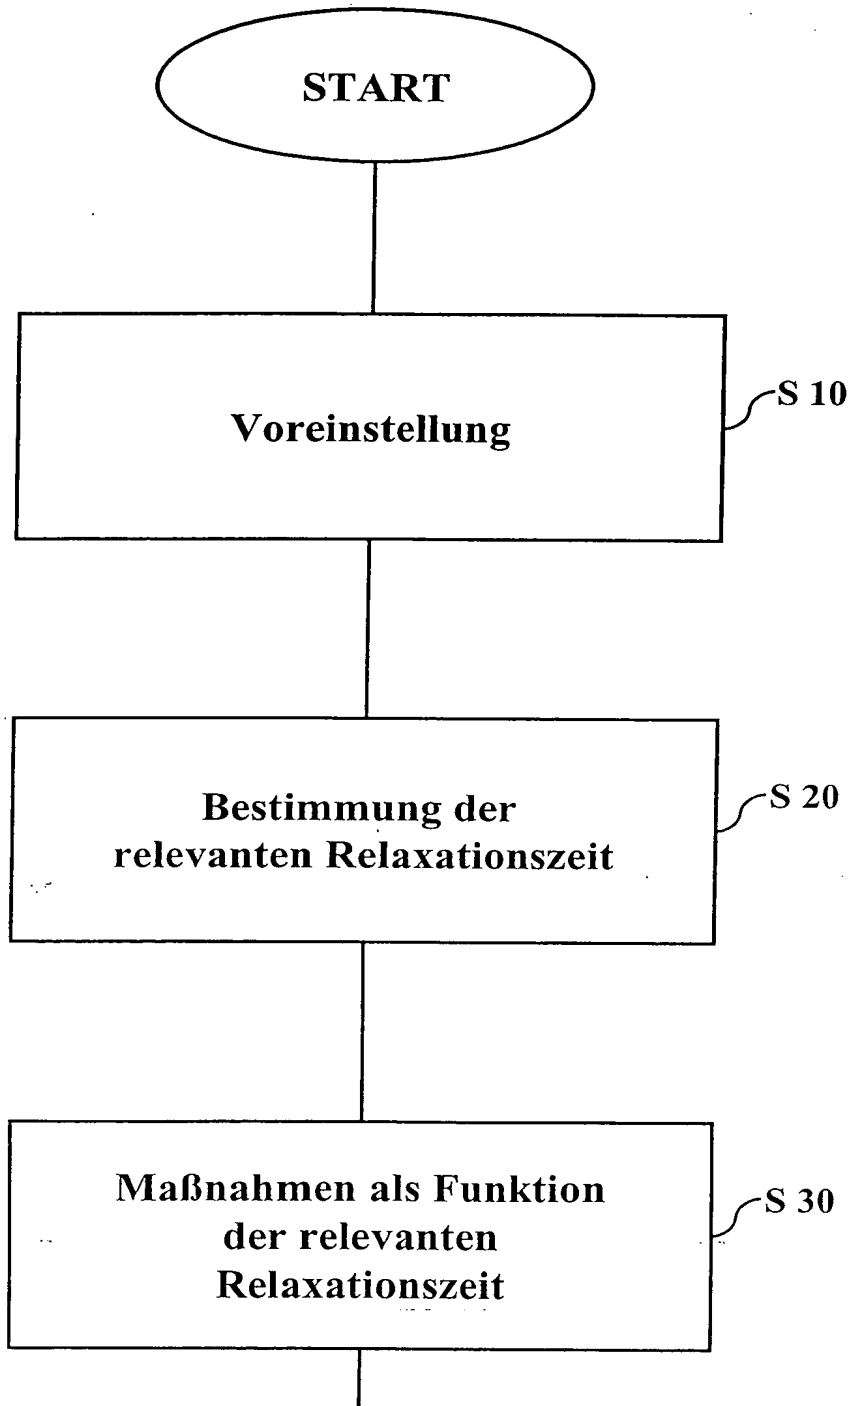 START
Voreinstellung
S 10
Bestimmung der
relevanten Relaxationszeit
S 20
Maßnahmen als Funktion
der relevanten
Relaxationszeit
S 30